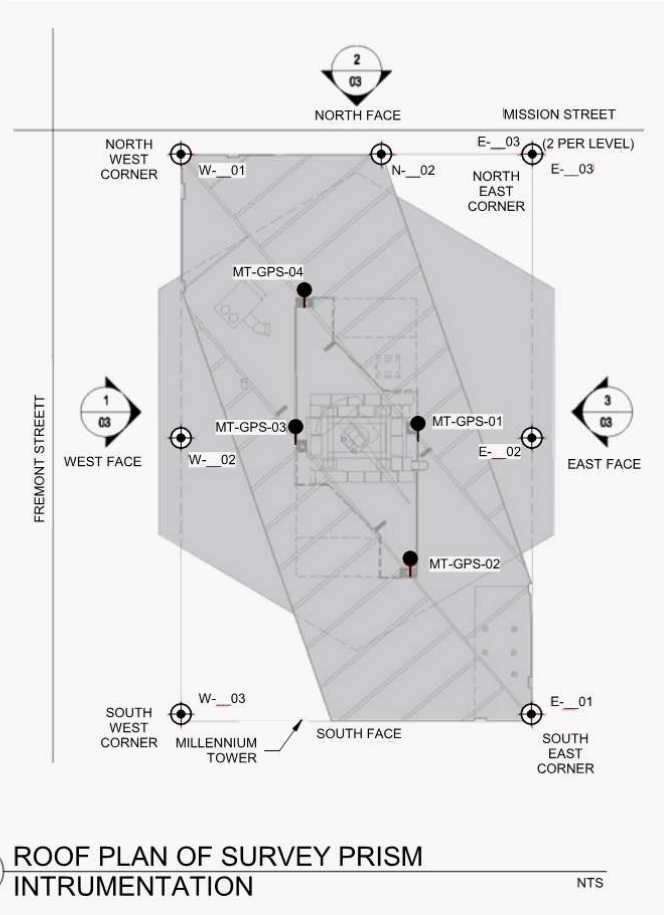 2
03
NORTH FACE
MISSION STREET
NORTH
WEST
CORNER
W-__01
N-__02
E-__03
(2 PER LEVEL)
E-__03
NORTH
EAST
CORNER
MT-GPS-04
1
03
WEST FACE
MT-GPS-03
W-__02
MT-GPS-01
E-__02
3
03
EAST FACE
FREMONT STREETT
MT-GPS-02
W-__03
SOUTH
WEST
CORNER
MILLENNIUM
TOWER
SOUTH FACE
E-__01
SOUTH
EAST
CORNER
ROOF PLAN OF SURVEY PRISM
INTRUMENTATION
NTS